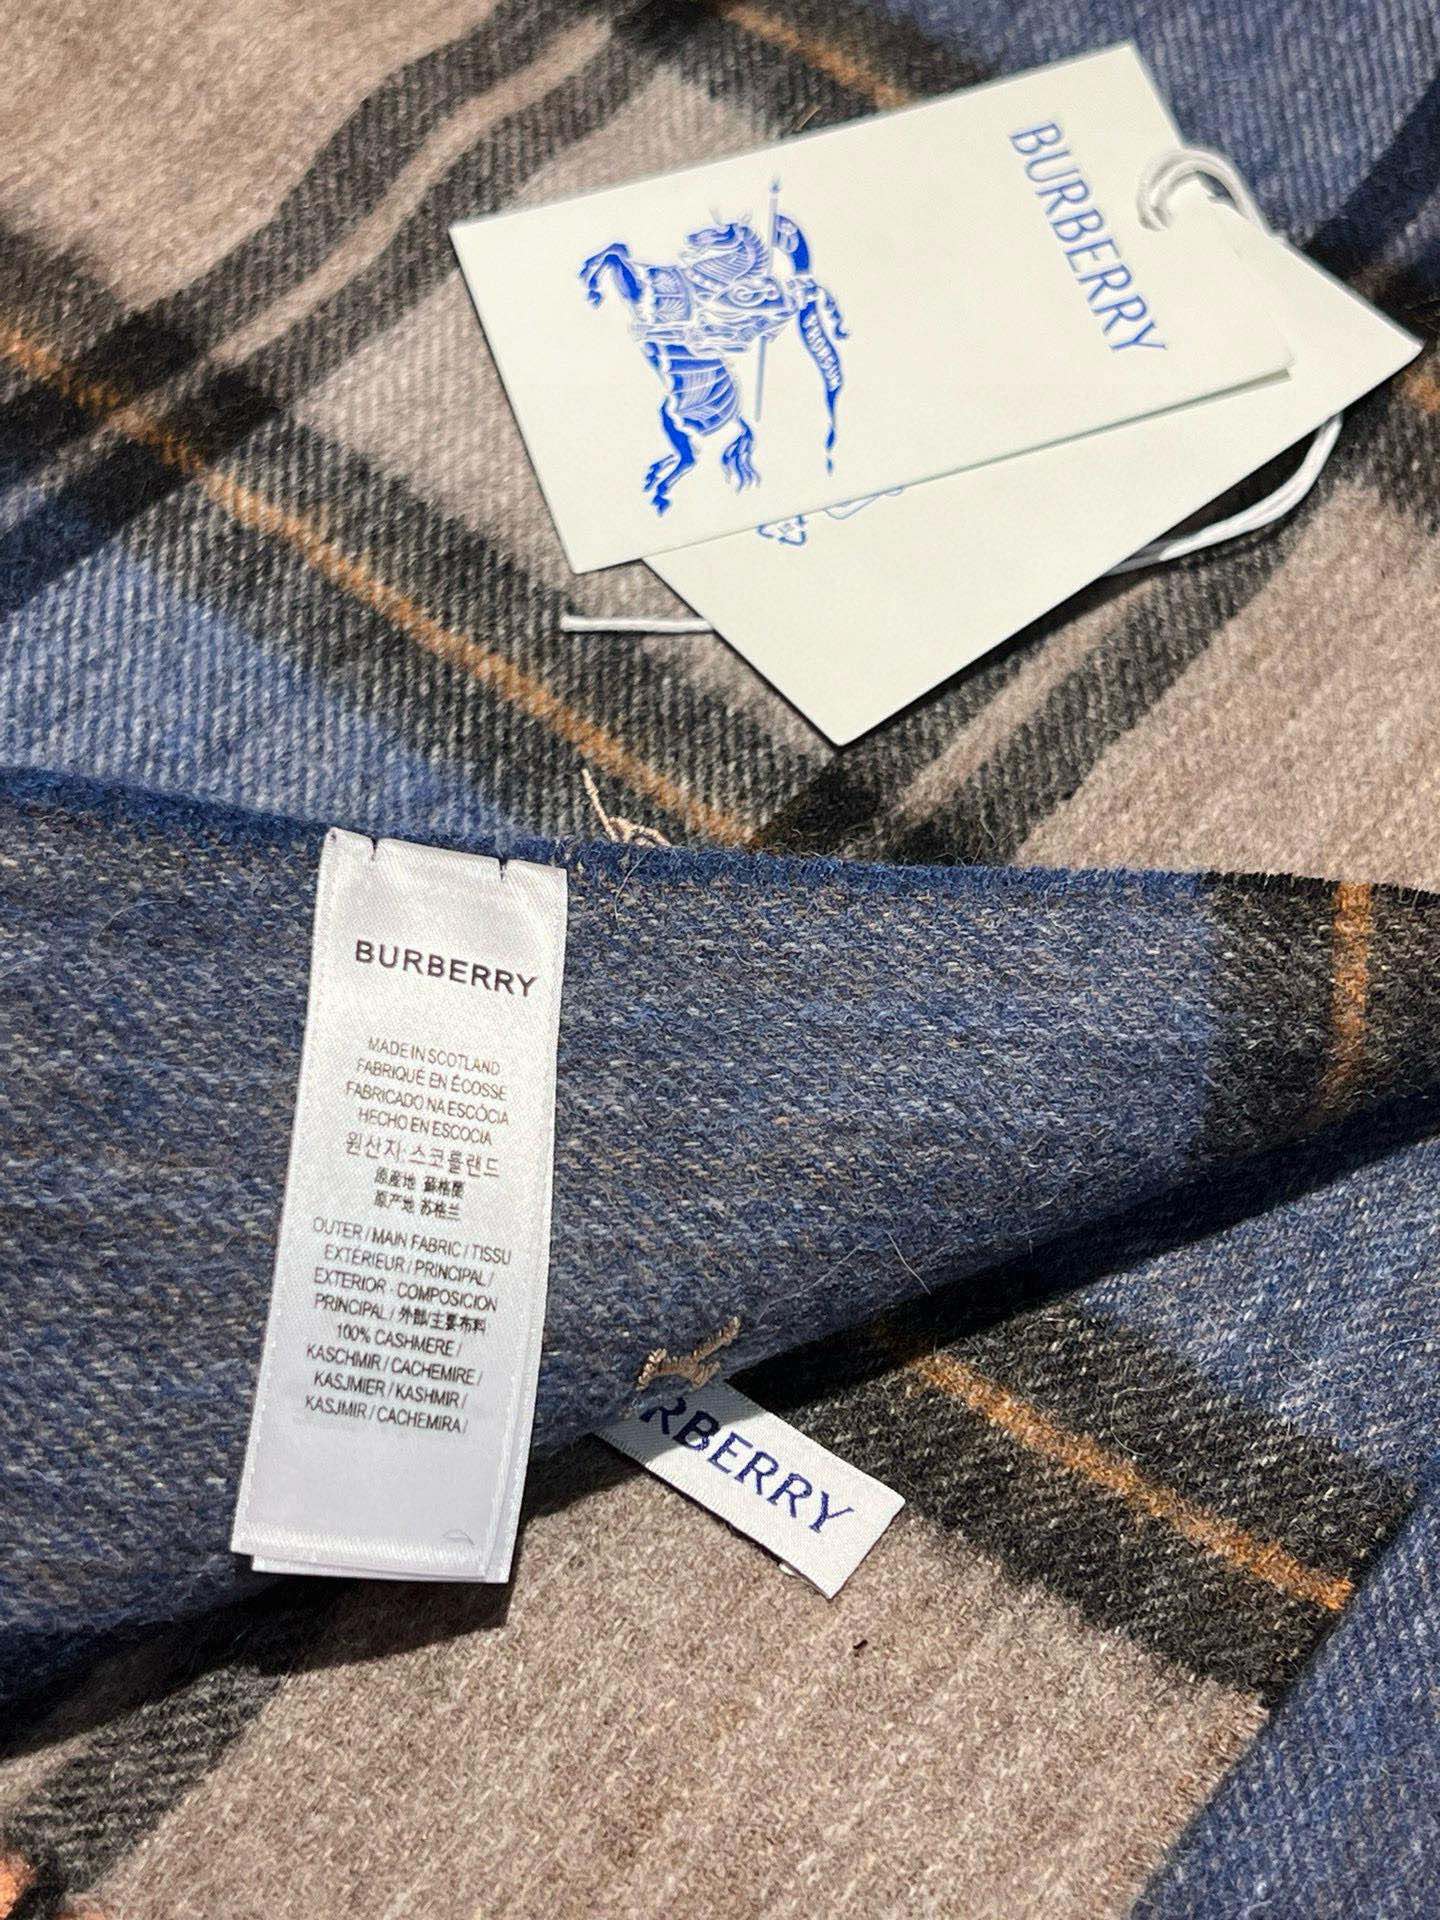 BURBERRY
PRORSUM
BURBERRY
MADE IN SCOTLAND
FABRIQUÉ EN ÉCOSSE
FABRICADO NA ESCÓCIA
HECHO EN ESCOCIA
원산지: 스코틀랜드
原産地 蘇格蘭
原产地 苏格兰
OUTER / MAIN FABRIC / TISSU
EXTÉRIEUR / PRINCIPAL /
EXTERIOR - COMPOSICION
PRINCIPAL / 外部/主要布料
100% CASHMERE /
KASCHMIR / CACHEMIRE /
KASJMIER / KASHMIR /
KASJMIR / CACHEMIRA /
RBERRY